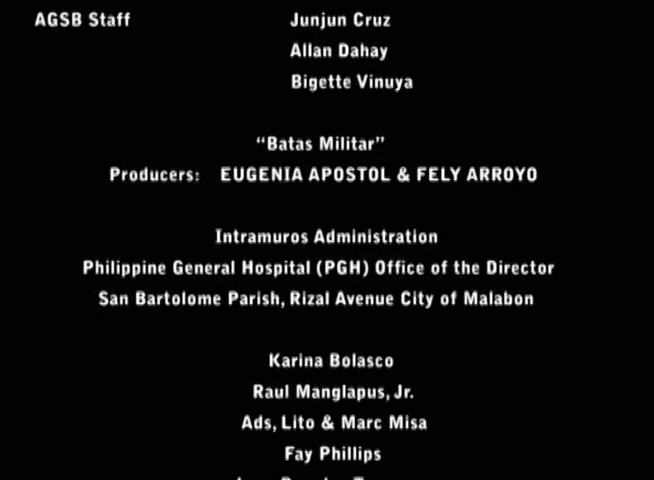 AGSB Staff Junjun Cruz
Allan Dahay
Bigette Vinuya
“Batas Militar”
Producers: EUGENIA APOSTOL & FELY ARROYO
Intramuros Administration
Philippine General Hospital (PGH) Office of the Director
San Bartolome Parish, Rizal Avenue City of Malabon
Karina Bolasco
Raul Manglapus, Jr.
Ads, Lito & Marc Misa
Fay Phillips